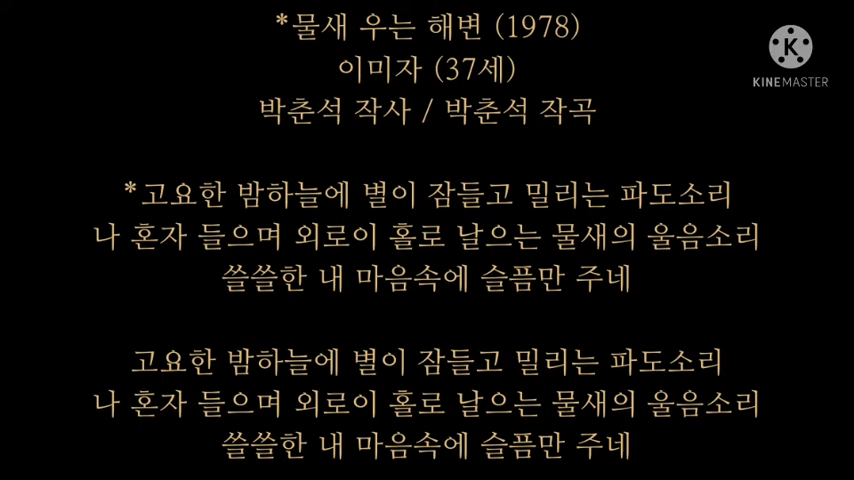 *물새 우는 해변 (1978)
이미자 (37세)
박춘석 작사 / 박춘석 작곡
K
KINEMASTER
*고요한 밤하늘에 별이 잠들고 밀리는 파도소리
나 혼자 들으며 외로이 홀로 날으는 물새의 울음소리
쓸쓸한 내 마음속에 슬픔만 주네
고요한 밤하늘에 별이 잠들고 밀리는 파도소리
나 혼자 들으며 외로이 홀로 날으는 물새의 울음소리
쓸쓸한 내 마음속에 슬픔만 주네